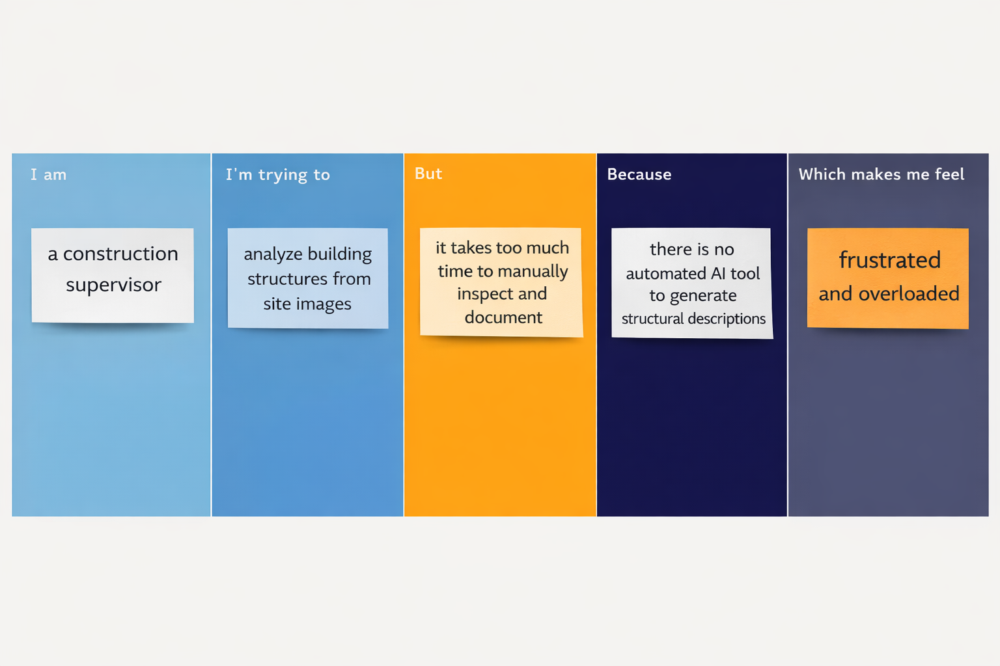 I am
a construction
supervisor
I'm trying to
analyze building
structures from
site images
But
it takes too much
time to manually
inspect and
document
Because
there is no
automated AI tool
to generate
structural descriptions
Which makes me feel
frustrated
and overloaded